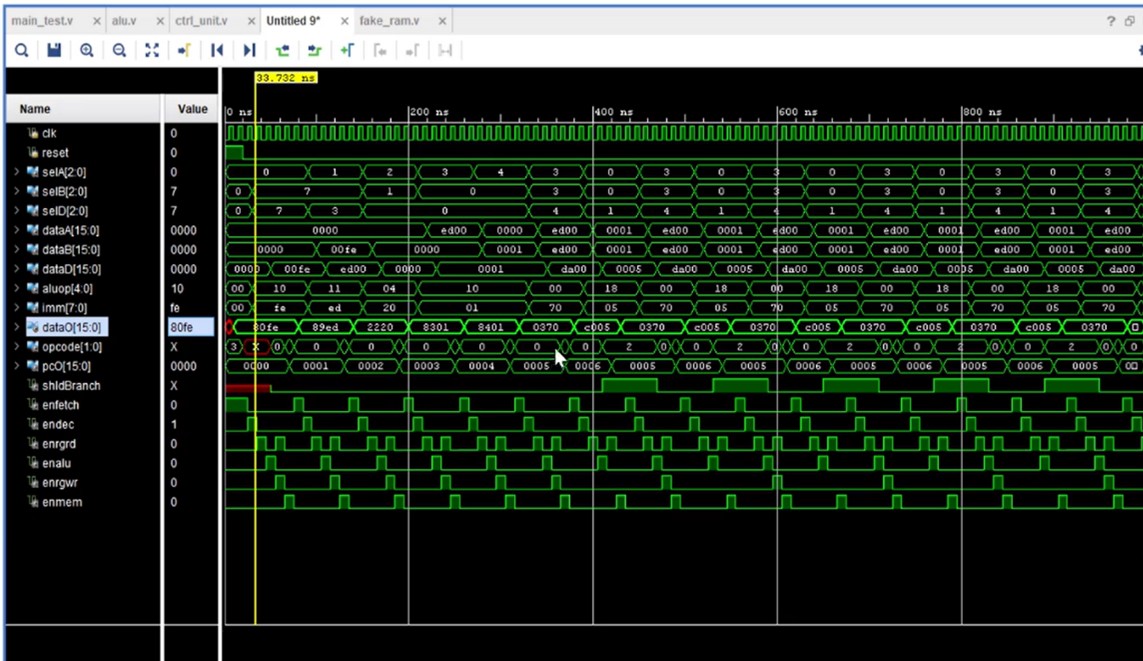 main_test.v × alu.v × ctrl_unit.v × Untitled 9* × fake_ram.v × ?
33.732 ns
Name Value 0 ns 200 ns 400 ns 600 ns 800 ns
clk 0
reset 0
selA[2:0] 0 0 1 2 3 4 3 0 3 0 3 0 3 0 3 0 3
selB[2:0] 7 0 7 1 0 3 0 3 0 3 0 3 0 3 0 3
selD[2:0] 7 0 7 3 0 4 1 4 1 4 1 4 1 4 1 4
dataA[15:0] 0000 0000 ed00 0000 ed00 0001 ed00 0001 ed00 0001 ed00 0001 ed00 0001 ed00
dataB[15:0] 0000 0000 00fe 0000 0001 ed00 0001 ed00 0001 ed00 0001 ed00 0001 ed00 0001 ed00
dataD[15:0] 0000 0000 00fe ed00 0000 0001 da00 0005 da00 0005 da00 0005 da00 0005 da00 0005 da00
aluop[4:0] 10 00 10 11 04 10 00 18 00 18 00 18 00 18 00 18 00
imm[7:0] fe 00 fe ed 20 01 70 05 70 05 70 05 70 05 70 05 70
dataO[15:0] 80fe 80fe 89ed 2220 8301 8401 0370 c005 0370 c005 0370 c005 0370 c005 0370 c005 0370
opcode[1:0] X 3 X 0 0 0 0 0 0 0 2 0 0 2 0 0 2 0 0 2 0 0 2 0
pcO[15:0] 0000 0000 0001 0002 0003 0004 0005 0006 0005 0006 0005 0006 0005 0006 0005 0006 0005
shldBranch X
enfetch 0
endec 1
enrgrd 0
enalu 0
enrgwr 0
enmem 0